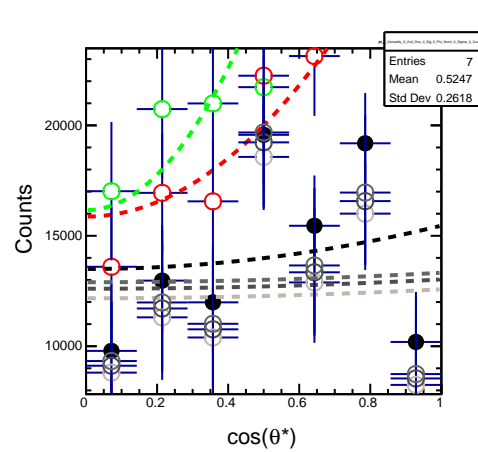 Entries 7
Mean 0.5247
Std Dev 0.2618
20000
15000
10000
Counts
0 0.2 0.4 0.6 0.8 1
cos(θ*)